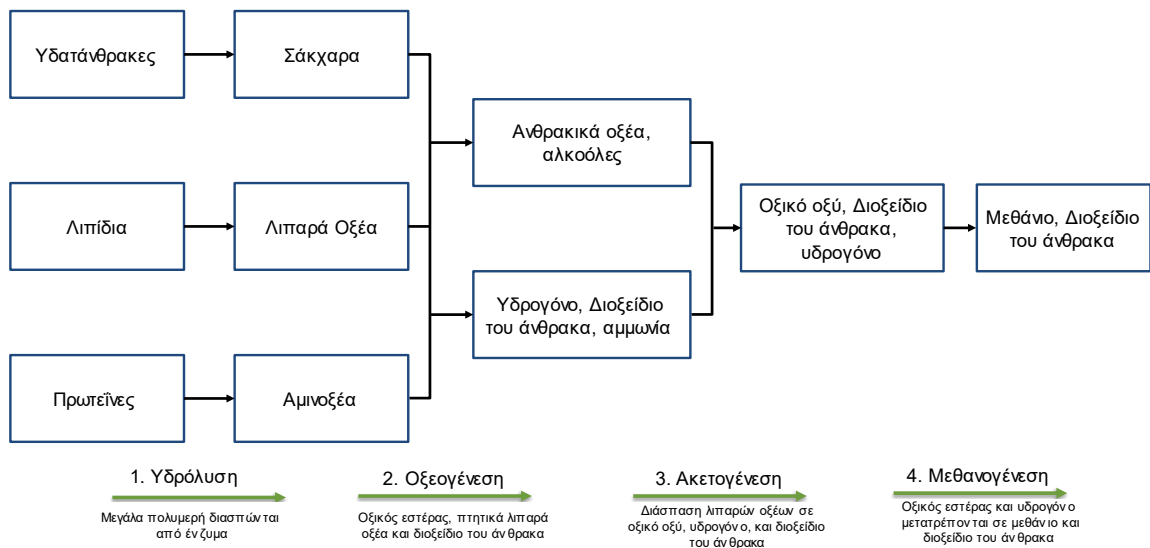 Υδατάνθρακες
Σάκχαρα
Λιπίδια
Λιπαρά Οξέα
Πρωτεΐνες
Αμινοξέα
Ανθρακικά οξέα,
αλκοόλες
Υδρογόνο, Διοξείδιο
του άνθρακα, αμμωνία
Οξικό οξύ, Διοξείδιο
του άνθρακα,
υδρογόνο
Μεθάνιο, Διοξείδιο
του άνθρακα
1. Υδρόλυση
Μεγάλα πολυμερή διασπώνται
από ένζυμα
2. Οξεογένεση
Οξικός εστέρας, πτητικά λιπαρά
οξέα και διοξείδιο του άνθρακα
3. Ακετογένεση
Διάσπαση λιπαρών οξέων σε
οξικό οξύ, υδρογόνο, και διοξείδιο
του άνθρακα
4. Μεθανογένεση
Οξικός εστέρας και υδρογόνο
μετατρέπονται σε μεθάνιο και
διοξείδιο του άνθρακα